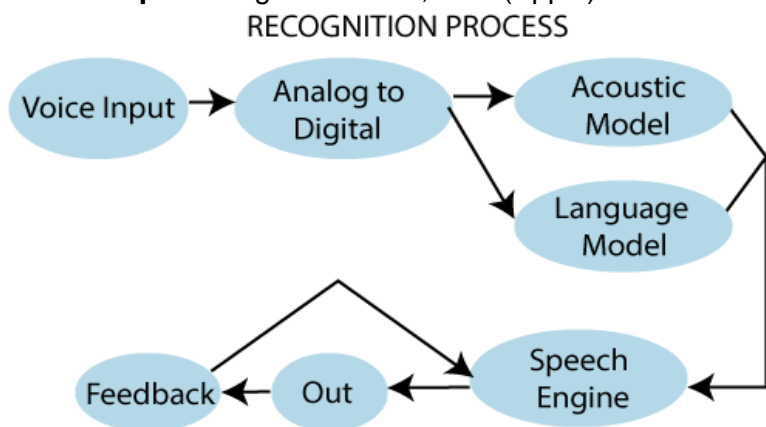 RECOGNITION PROCESS
Voice Input
Analog to
Digital
Acoustic
Model
Language
Model
Speech
Engine
Out
Feedback